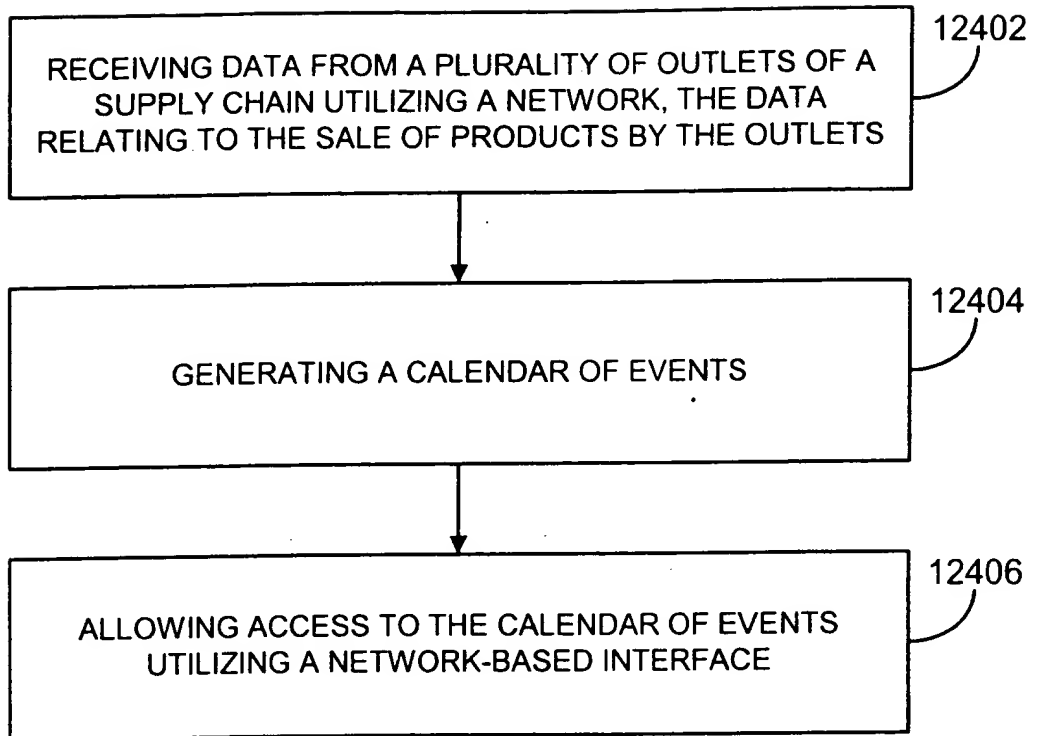 12402
RECEIVING DATA FROM A PLURALITY OF OUTLETS OF A
SUPPLY CHAIN UTILIZING A NETWORK, THE DATA
RELATING TO THE SALE OF PRODUCTS BY THE OUTLETS
12404
GENERATING A CALENDAR OF EVENTS
12406
ALLOWING ACCESS TO THE CALENDAR OF EVENTS
UTILIZING A NETWORK-BASED INTERFACE